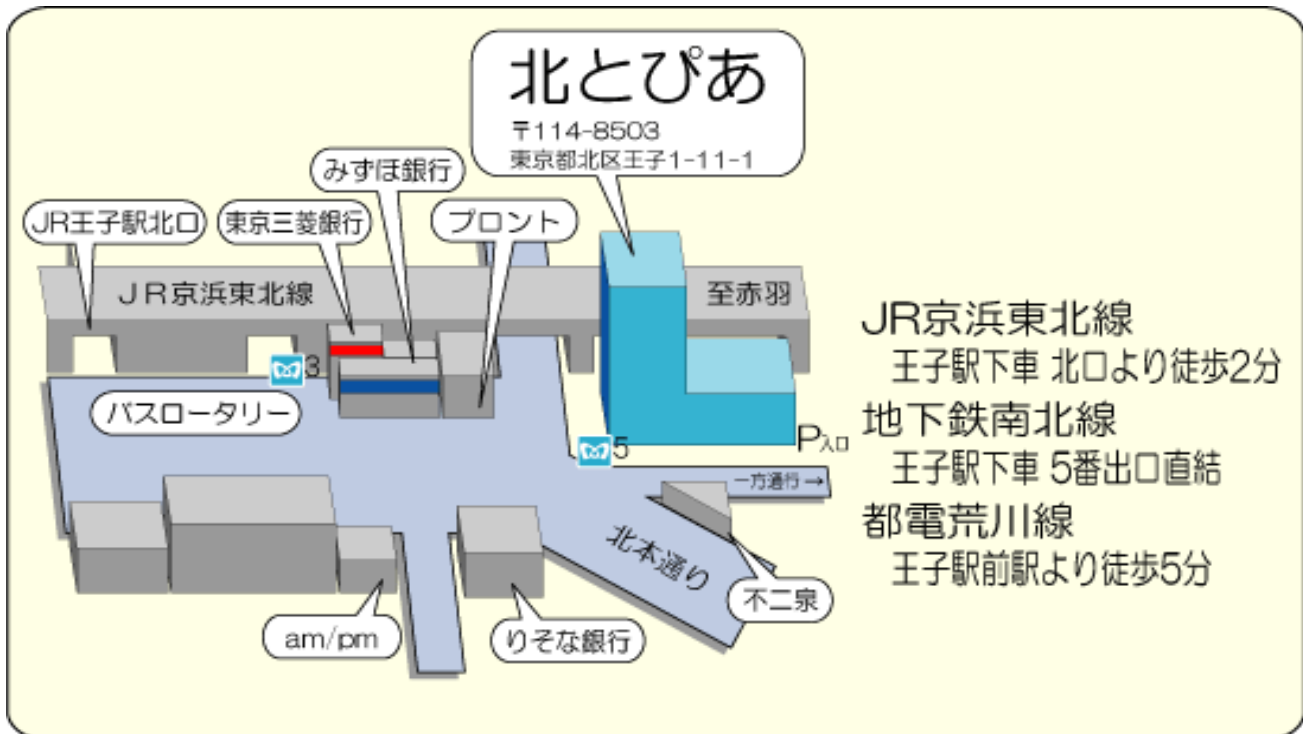 北とぴあ
〒114-8503
東京都北区王子1-11-1
みずほ銀行
JR王子駅北口
東京三菱銀行
プロント
JR京浜東北線
至赤羽
3
バスロータリー
5
P入口
一方通行→
北本通り
不二泉
am/pm
りそな銀行
JR京浜東北線
王子駅下車 北口より徒歩2分
地下鉄南北線
王子駅下車 5番出口直結
都電荒川線
王子駅前駅より徒歩5分